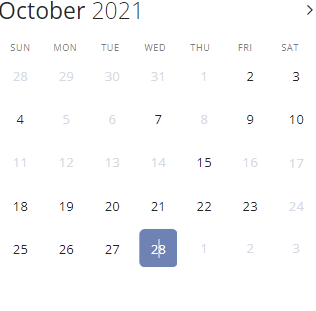 October 2021
SUN MON TUE WED THU FRI SAT
28 29 30 31 1 2 3
4 5 6 7 8 9 10
11 12 13 14 15 16 17
18 19 20 21 22 23 24
25 26 27 28 1 2 3